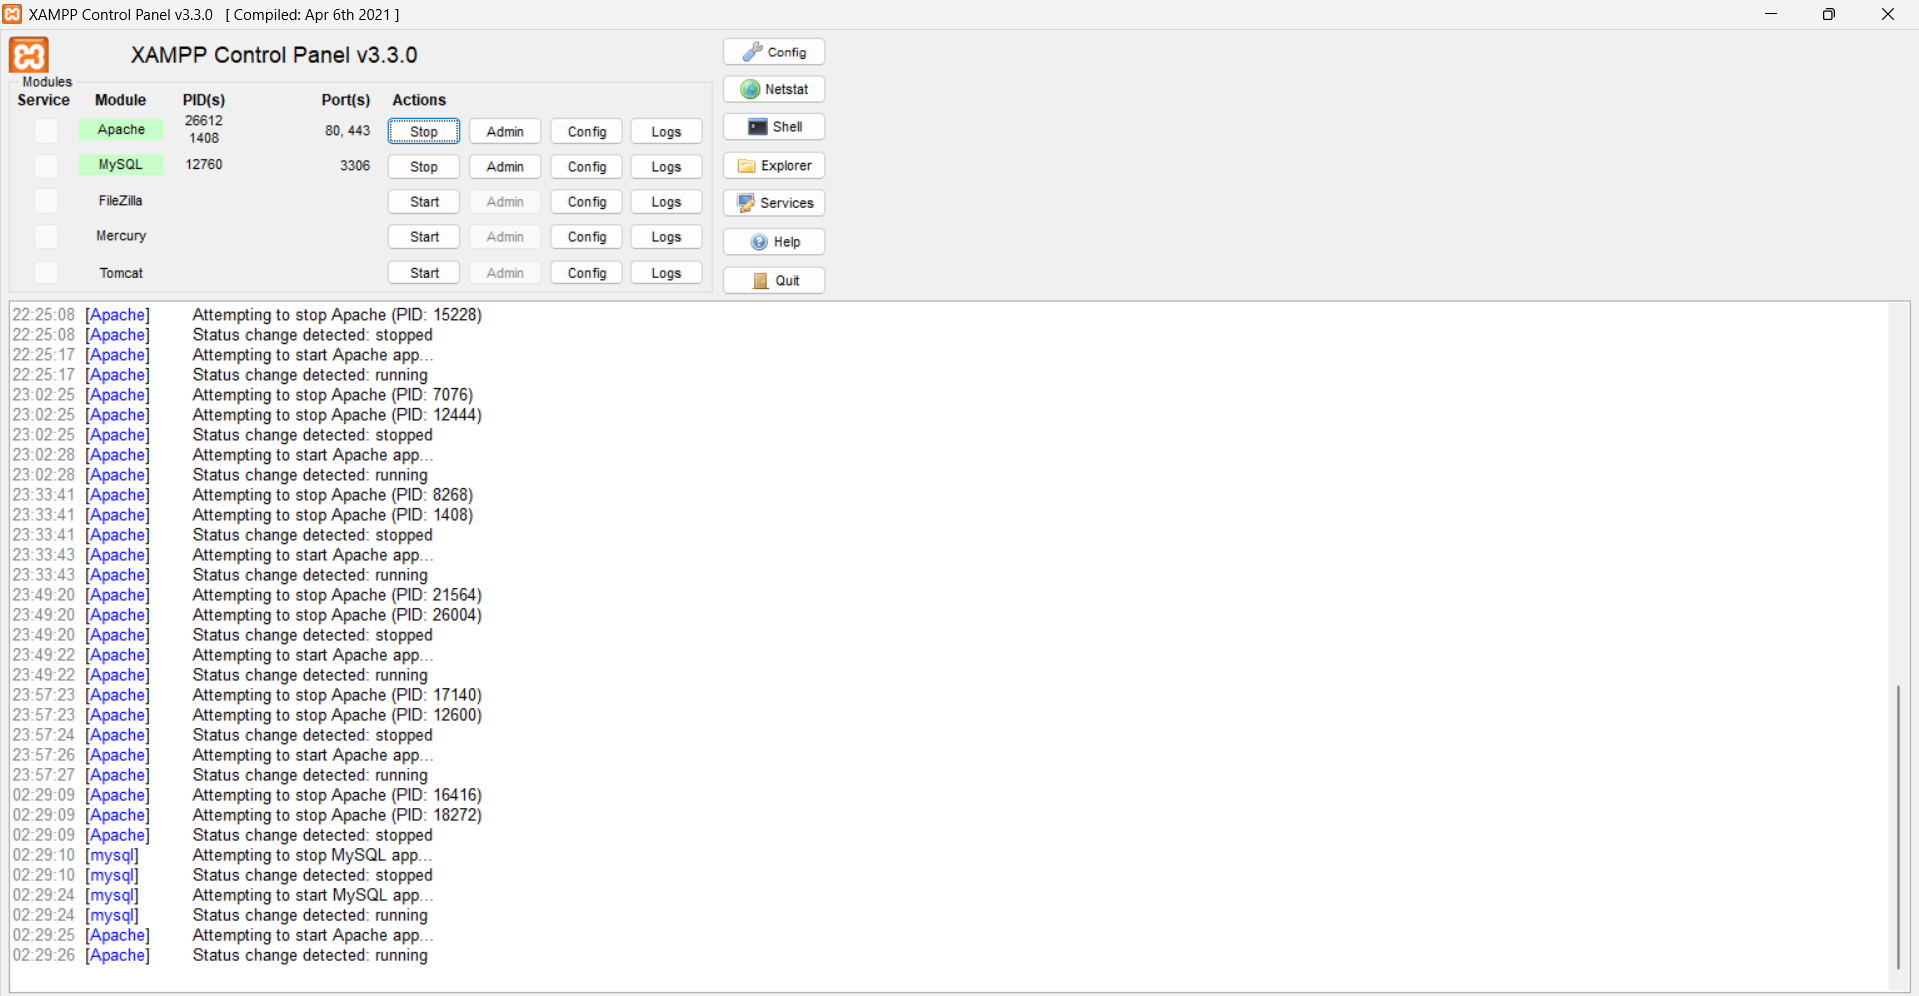 XAMPP Control Panel v3.3.0 [ Compiled: Apr 6th 2021 ]
XAMPP Control Panel v3.3.0
Modules
Service Module PID(s) Port(s) Actions
Apache 26612 1408 80, 443 Stop Admin Config Logs
MySQL 12760 3306 Stop Admin Config Logs
FileZilla Start Admin Config Logs
Mercury Start Admin Config Logs
Tomcat Start Admin Config Logs
Config
Netstat
Shell
Explorer
Services
Help
Quit
22:25:08 [Apache] Attempting to stop Apache (PID: 15228)
22:25:08 [Apache] Status change detected: stopped
22:25:17 [Apache] Attempting to start Apache app...
22:25:17 [Apache] Status change detected: running
23:02:25 [Apache] Attempting to stop Apache (PID: 7076)
23:02:25 [Apache] Attempting to stop Apache (PID: 12444)
23:02:25 [Apache] Status change detected: stopped
23:02:28 [Apache] Attempting to start Apache app...
23:02:28 [Apache] Status change detected: running
23:33:41 [Apache] Attempting to stop Apache (PID: 8268)
23:33:41 [Apache] Attempting to stop Apache (PID: 1408)
23:33:41 [Apache] Status change detected: stopped
23:33:43 [Apache] Attempting to start Apache app...
23:33:43 [Apache] Status change detected: running
23:49:20 [Apache] Attempting to stop Apache (PID: 21564)
23:49:20 [Apache] Attempting to stop Apache (PID: 26004)
23:49:20 [Apache] Status change detected: stopped
23:49:22 [Apache] Attempting to start Apache app...
23:49:22 [Apache] Status change detected: running
23:57:23 [Apache] Attempting to stop Apache (PID: 17140)
23:57:23 [Apache] Attempting to stop Apache (PID: 12600)
23:57:24 [Apache] Status change detected: stopped
23:57:26 [Apache] Attempting to start Apache app...
23:57:27 [Apache] Status change detected: running
02:29:09 [Apache] Attempting to stop Apache (PID: 16416)
02:29:09 [Apache] Attempting to stop Apache (PID: 18272)
02:29:09 [Apache] Status change detected: stopped
02:29:10 [mysql] Attempting to stop MySQL app...
02:29:10 [mysql] Status change detected: stopped
02:29:24 [mysql] Attempting to start MySQL app...
02:29:24 [mysql] Status change detected: running
02:29:25 [Apache] Attempting to start Apache app...
02:29:26 [Apache] Status change detected: running